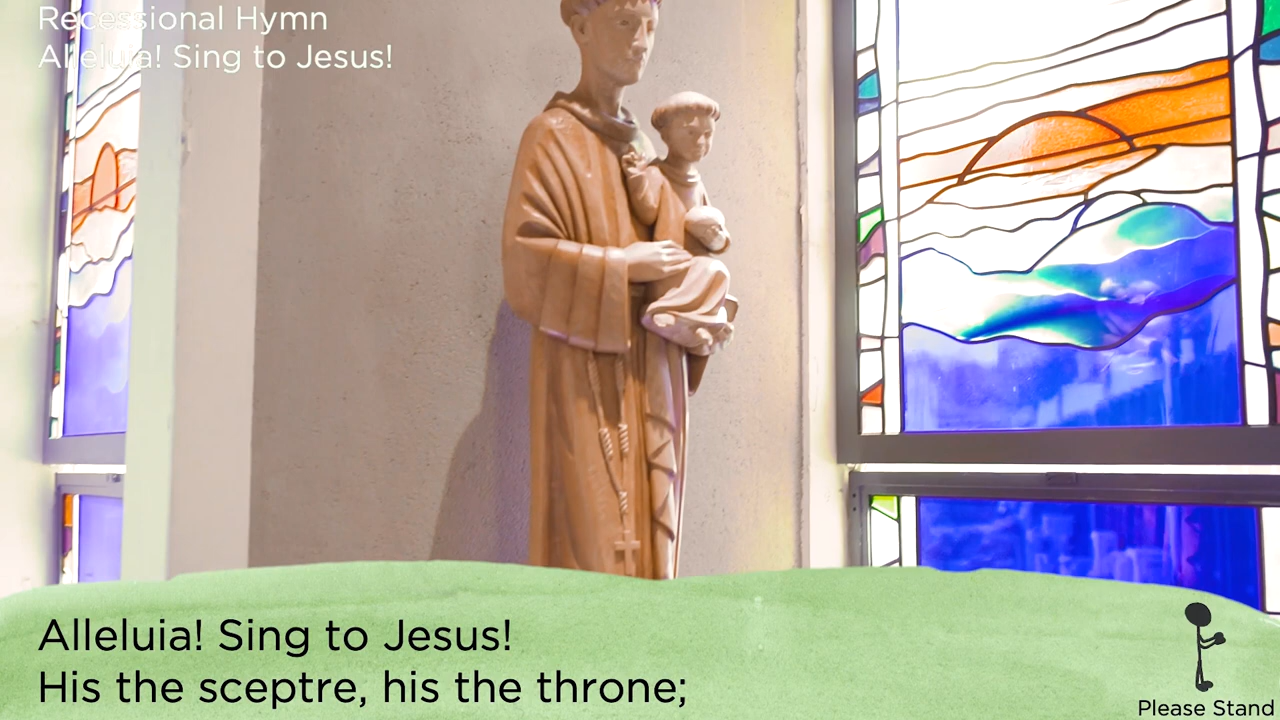 Recessional Hymn
Alleluia! Sing to Jesus!
Alleluia! Sing to Jesus!
His the sceptre, his the throne;
Please Stand